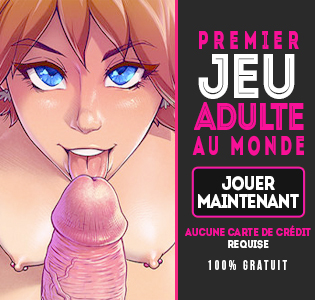 PREMIER
JEU
ADULTE
AU MONDE
JOUER
MAINTENANT
AUCUNE CARTE DE CRÉDIT
REQUISE
100% GRATUIT